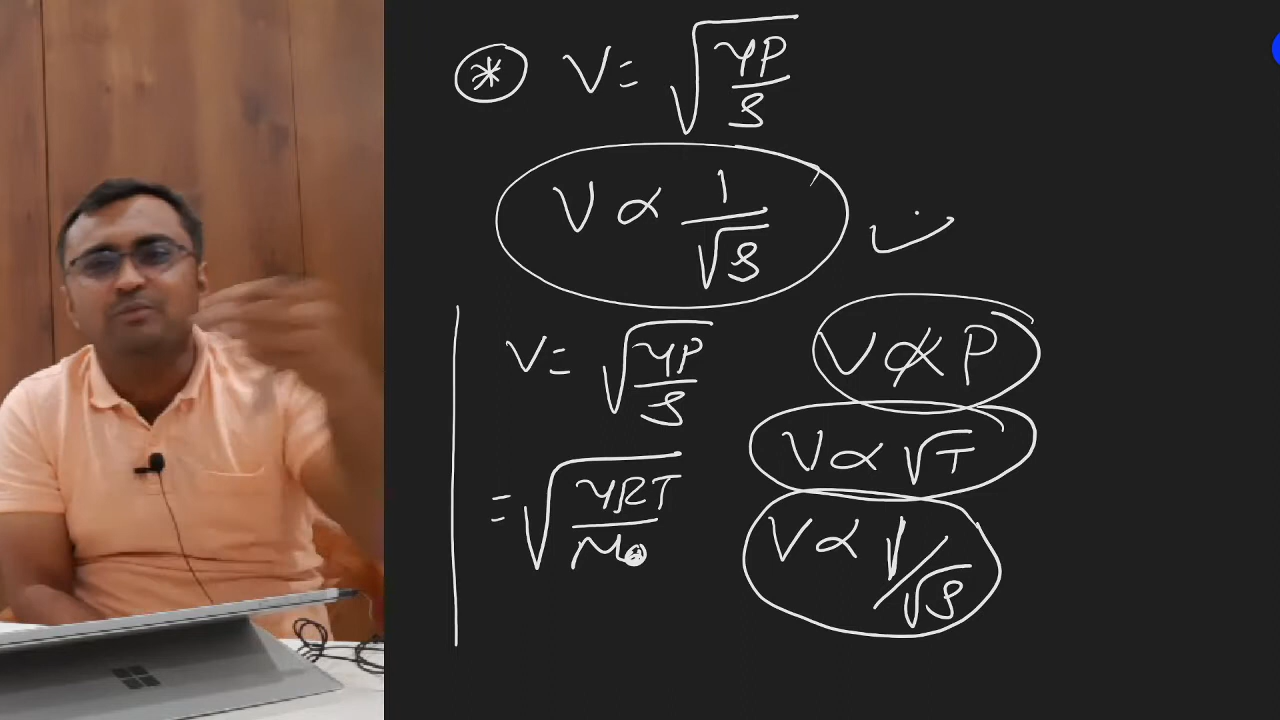 * V = √(γP/ρ)
V ∝ 1/√ρ
V = √(γP/ρ)
= √(γRT/M₀)
V ∝̸ P
V ∝ √T
V ∝ 1/√ρ